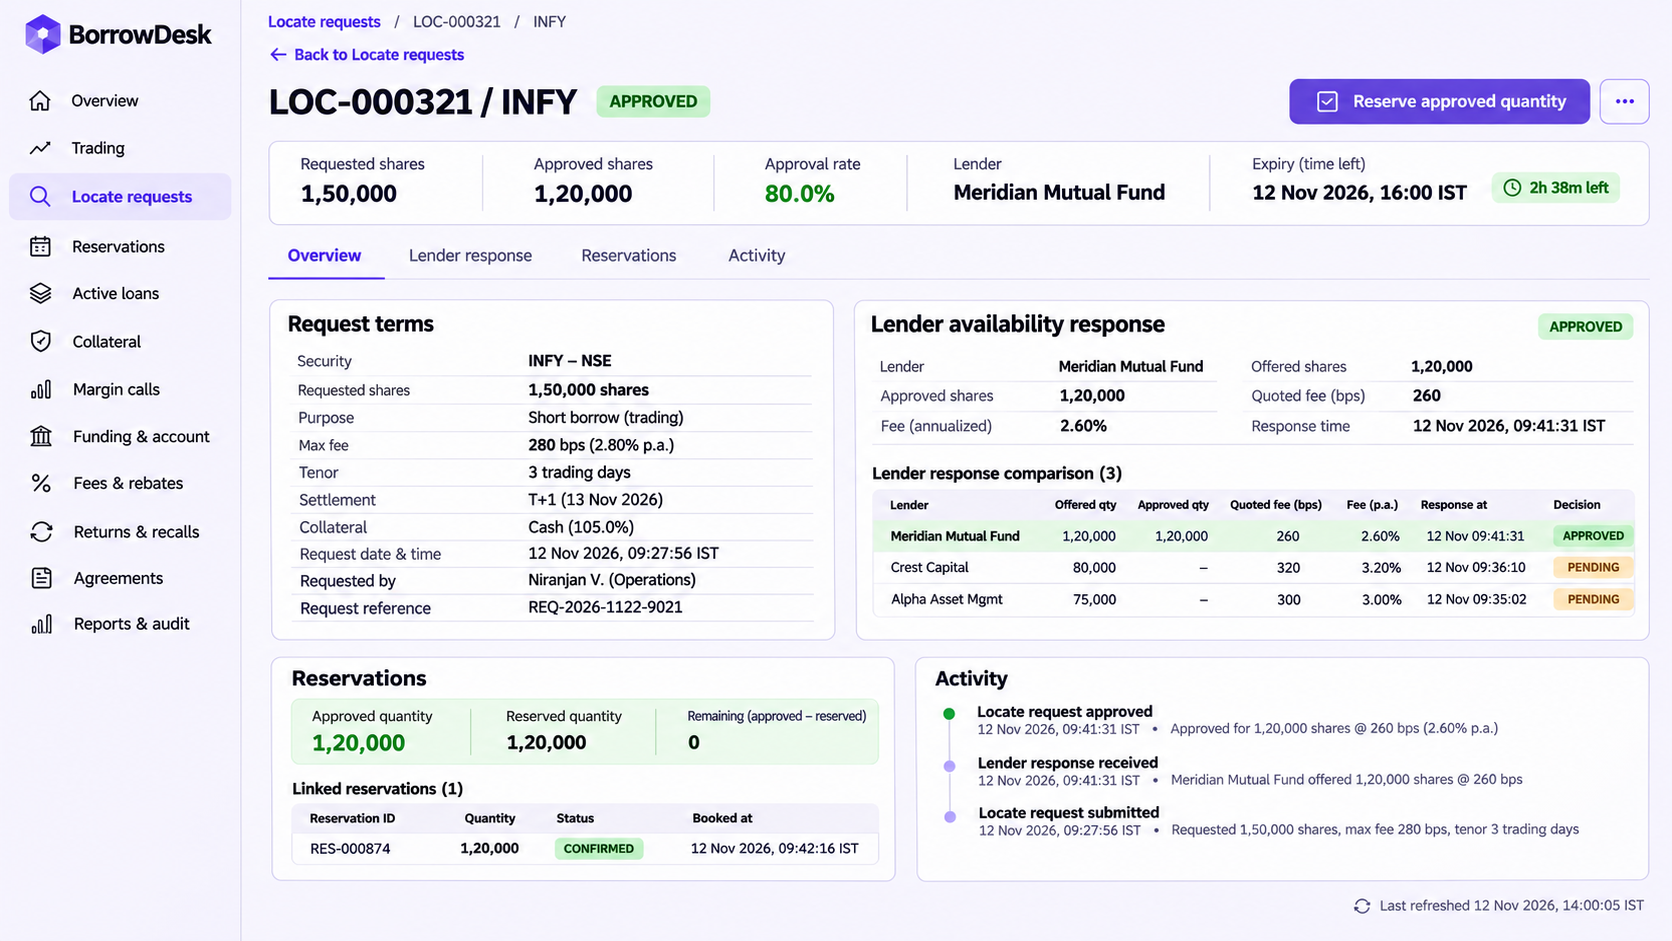 BorrowDesk
Overview
Trading
Locate requests
Reservations
Active loans
Collateral
Margin calls
Funding & account
Fees & rebates
Returns & recalls
Agreements
Reports & audit
Locate requests / LOC-000321 / INFY
← Back to Locate requests
LOC-000321 / INFY APPROVED
Reserve approved quantity
Requested shares Approved shares Approval rate Lender Expiry (time left)
1,50,000 1,20,000 80.0% Meridian Mutual Fund 12 Nov 2026, 16:00 IST 2h 38m left
Overview Lender response Reservations Activity
Request terms
Security INFY – NSE
Requested shares 1,50,000 shares
Purpose Short borrow (trading)
Max fee 280 bps (2.80% p.a.)
Tenor 3 trading days
Settlement T+1 (13 Nov 2026)
Collateral Cash (105.0%)
Request date & time 12 Nov 2026, 09:27:56 IST
Requested by Niranjan V. (Operations)
Request reference REQ-2026-1122-9021
Lender availability response APPROVED
Lender Meridian Mutual Fund Offered shares 1,20,000
Approved shares 1,20,000 Quoted fee (bps) 260
Fee (annualized) 2.60% Response time 12 Nov 2026, 09:41:31 IST
Lender response comparison (3)
Lender Offered qty Approved qty Quoted fee (bps) Fee (p.a.) Response at Decision
Meridian Mutual Fund 1,20,000 1,20,000 260 2.60% 12 Nov 09:41:31 APPROVED
Crest Capital 80,000 – 320 3.20% 12 Nov 09:36:10 PENDING
Alpha Asset Mgmt 75,000 – 300 3.00% 12 Nov 09:35:02 PENDING
Reservations
Approved quantity Reserved quantity Remaining (approved – reserved)
1,20,000 1,20,000 0
Linked reservations (1)
Reservation ID Quantity Status Booked at
RES-000874 1,20,000 CONFIRMED 12 Nov 2026, 09:42:16 IST
Activity
Locate request approved
12 Nov 2026, 09:41:31 IST • Approved for 1,20,000 shares @ 260 bps (2.60% p.a.)
Lender response received
12 Nov 2026, 09:41:31 IST • Meridian Mutual Fund offered 1,20,000 shares @ 260 bps
Locate request submitted
12 Nov 2026, 09:27:56 IST • Requested 1,50,000 shares, max fee 280 bps, tenor 3 trading days
Last refreshed 12 Nov 2026, 14:00:05 IST